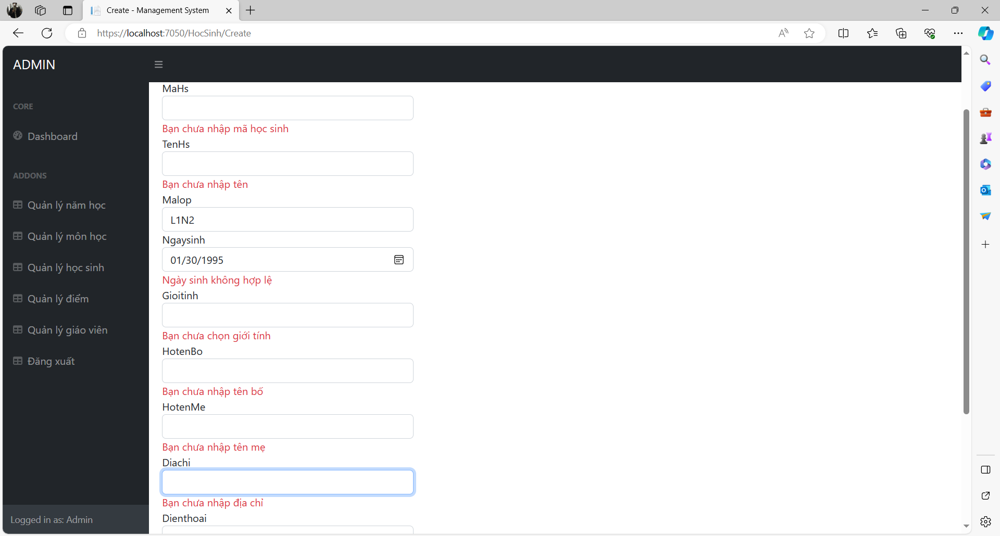 Create - Management System
https://localhost:7050/HocSinh/Create
ADMIN
CORE
Dashboard
ADDONS
Quản lý năm học
Quản lý môn học
Quản lý học sinh
Quản lý điểm
Quản lý giáo viên
Đăng xuất
Logged in as: Admin
MaHs
Bạn chưa nhập mã học sinh
TenHs
Bạn chưa nhập tên
Malop
L1N2
Ngaysinh
01/30/1995
Ngày sinh không hợp lệ
Gioitinh
Bạn chưa chọn giới tính
HotenBo
Bạn chưa nhập tên bố
HotenMe
Bạn chưa nhập tên mẹ
Diachi
Bạn chưa nhập địa chỉ
Dienthoai